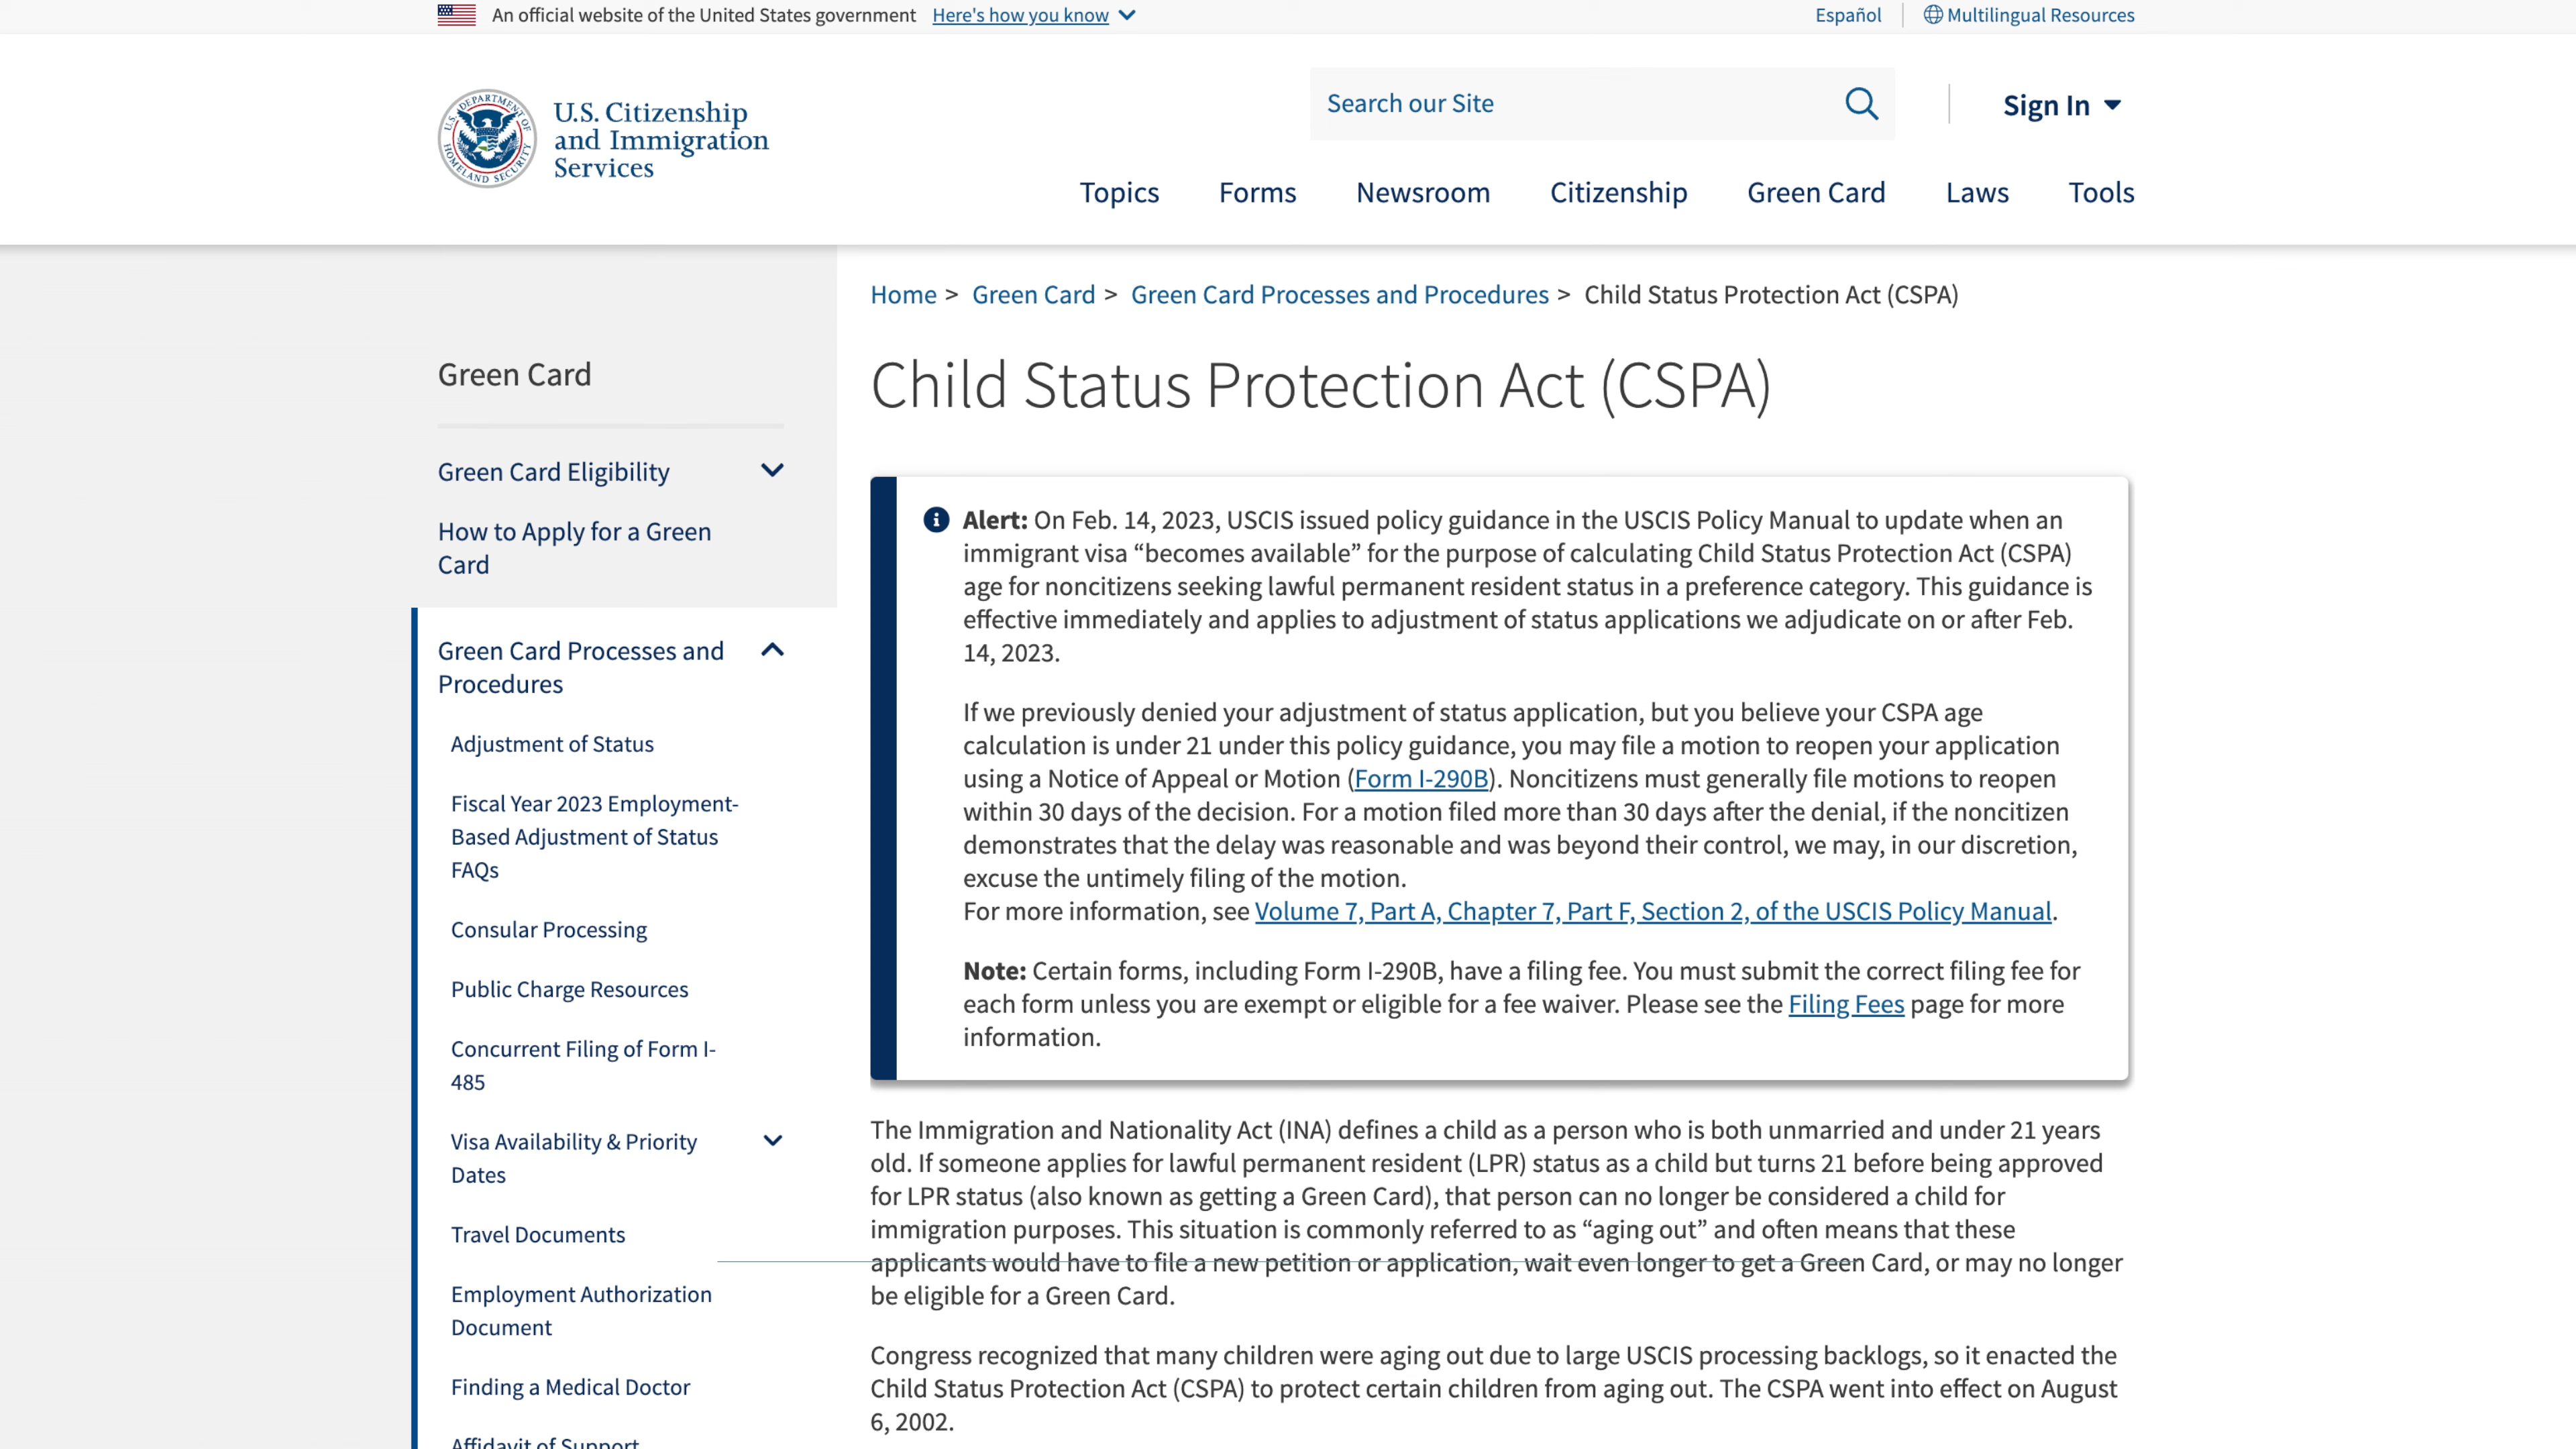 An official website of the United States government Here's how you know
Español
Multilingual Resources
U.S. DEPARTMENT OF HOMELAND SECURITY
U.S. Citizenship
and Immigration
Services
Search our Site
Sign In
Topics
Forms
Newsroom
Citizenship
Green Card
Laws
Tools
Green Card
Green Card Eligibility
How to Apply for a Green
Card
Green Card Processes and
Procedures
Adjustment of Status
Fiscal Year 2023 Employment-
Based Adjustment of Status
FAQs
Consular Processing
Public Charge Resources
Concurrent Filing of Form I-
485
Visa Availability & Priority
Dates
Travel Documents
Employment Authorization
Document
Finding a Medical Doctor
Affidavit of Support
Home > Green Card > Green Card Processes and Procedures > Child Status Protection Act (CSPA)
Child Status Protection Act (CSPA)
Alert: On Feb. 14, 2023, USCIS issued policy guidance in the USCIS Policy Manual to update when an
immigrant visa “becomes available” for the purpose of calculating Child Status Protection Act (CSPA)
age for noncitizens seeking lawful permanent resident status in a preference category. This guidance is
effective immediately and applies to adjustment of status applications we adjudicate on or after Feb.
14, 2023.
If we previously denied your adjustment of status application, but you believe your CSPA age
calculation is under 21 under this policy guidance, you may file a motion to reopen your application
using a Notice of Appeal or Motion (Form I-290B). Noncitizens must generally file motions to reopen
within 30 days of the decision. For a motion filed more than 30 days after the denial, if the noncitizen
demonstrates that the delay was reasonable and was beyond their control, we may, in our discretion,
excuse the untimely filing of the motion.
For more information, see Volume 7, Part A, Chapter 7, Part F, Section 2, of the USCIS Policy Manual.
Note: Certain forms, including Form I-290B, have a filing fee. You must submit the correct filing fee for
each form unless you are exempt or eligible for a fee waiver. Please see the Filing Fees page for more
information.
The Immigration and Nationality Act (INA) defines a child as a person who is both unmarried and under 21 years
old. If someone applies for lawful permanent resident (LPR) status as a child but turns 21 before being approved
for LPR status (also known as getting a Green Card), that person can no longer be considered a child for
immigration purposes. This situation is commonly referred to as “aging out” and often means that these
applicants would have to file a new petition or application, wait even longer to get a Green Card, or may no longer
be eligible for a Green Card.
Congress recognized that many children were aging out due to large USCIS processing backlogs, so it enacted the
Child Status Protection Act (CSPA) to protect certain children from aging out. The CSPA went into effect on August
6, 2002.